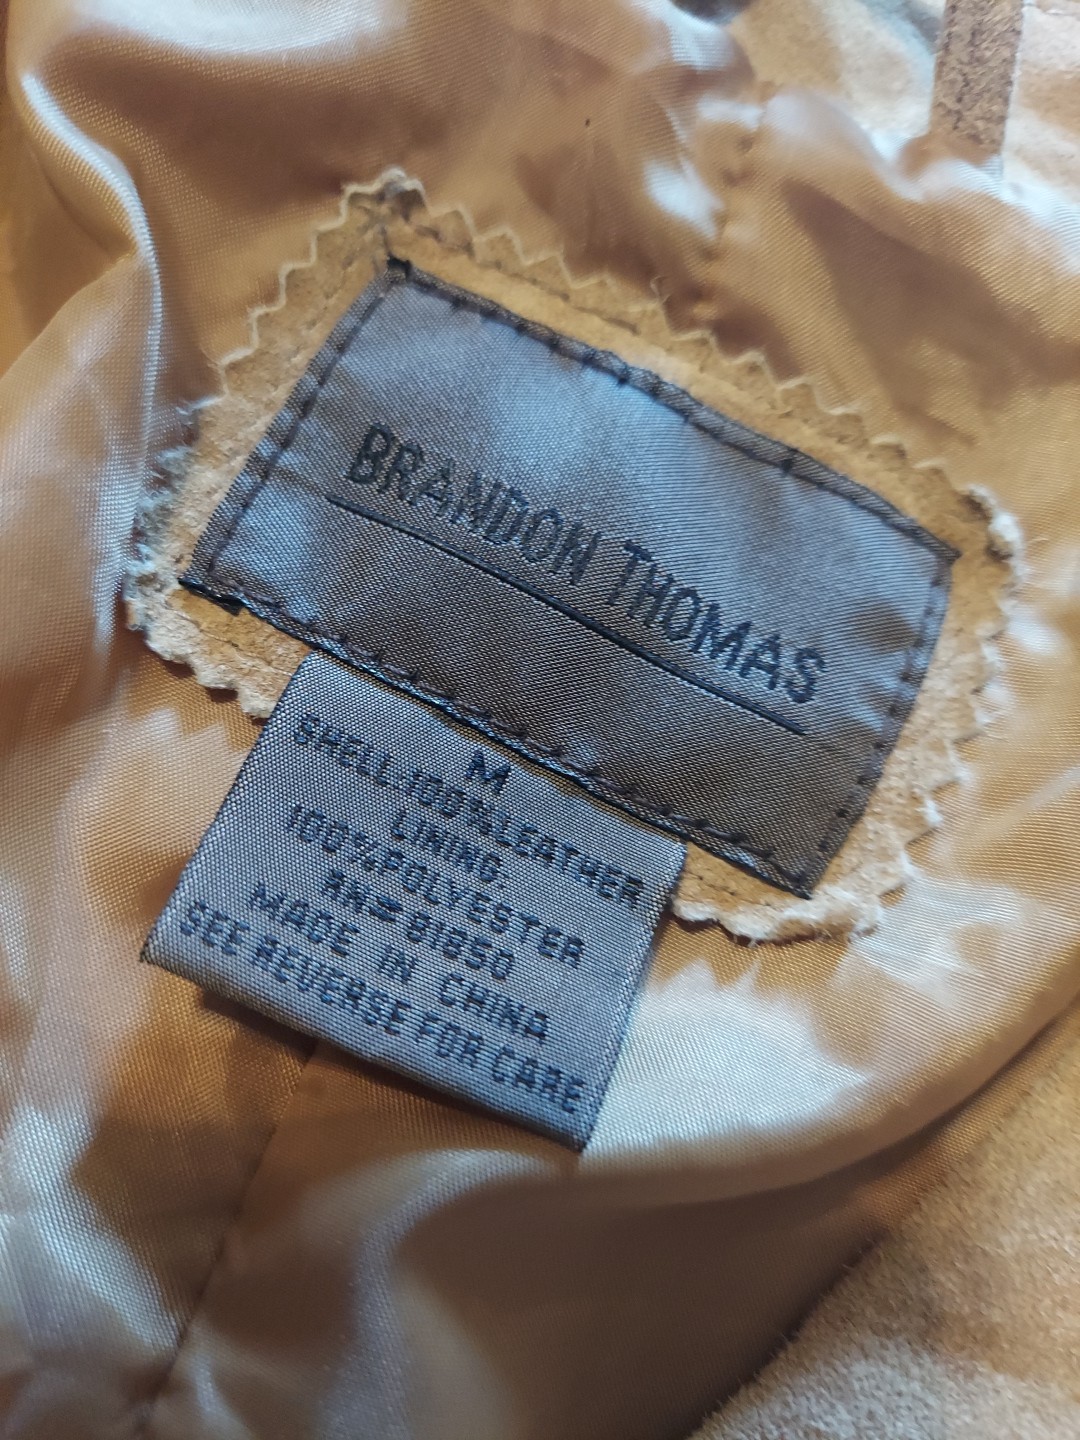 BRANDON THOMAS
M
SHELL:100%LEATHER
LINING.
100%POLYESTER
RN# 81850
MADE IN CHINA
SEE REVERSE FOR CARE